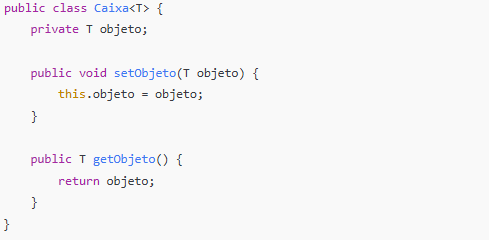 public class Caixa<T> {
    private T objeto;

    public void setObjeto(T objeto) {
        this.objeto = objeto;
    }

    public T getObjeto() {
        return objeto;
    }
}